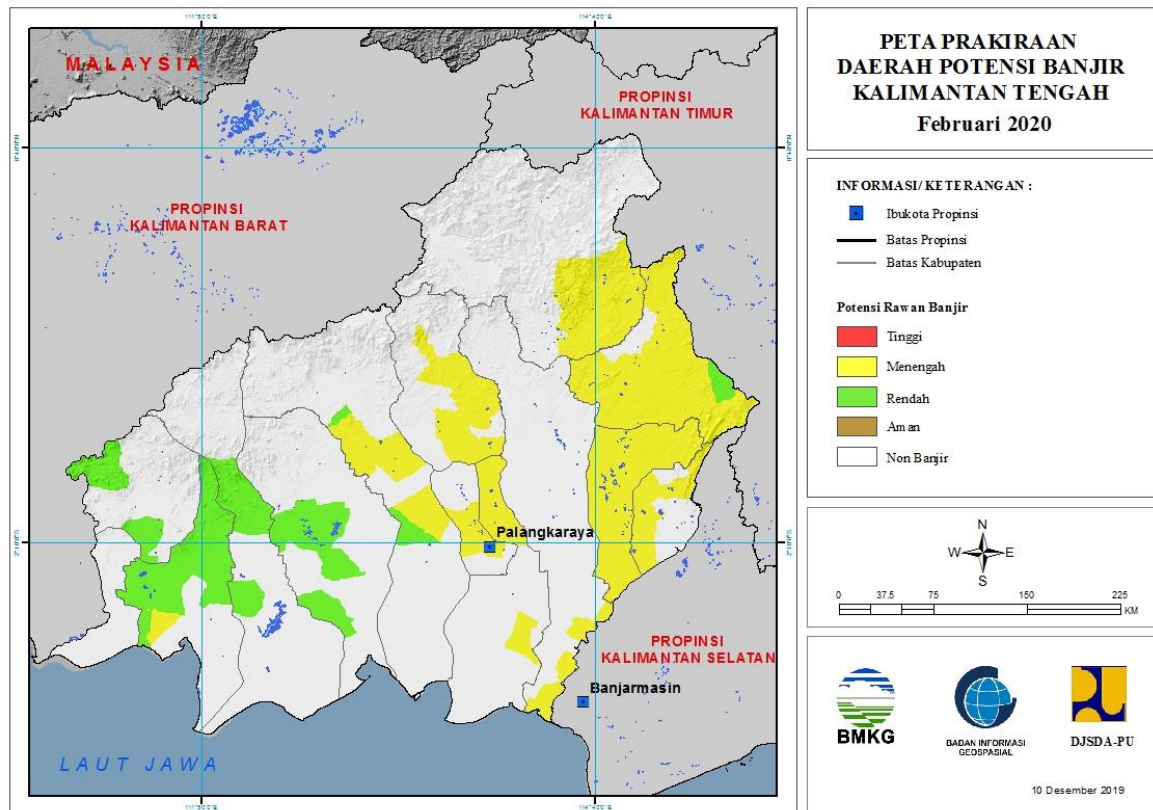 PETA PRAKIRAAN
DAERAH POTENSI BANJIR
KALIMANTAN TENGAH
Februari 2020
INFORMASI/ KETERANGAN :
Ibukota Propinsi
Batas Propinsi
Batas Kabupaten
Potensi Rawan Banjir
Tinggi
Menengah
Rendah
Aman
Non Banjir
N
W E
S
0 37.5 75 150 225
KM
BMKG
BADAN INFORMASI
GEOSPASIAL
DJSDA-PU
10 Desember 2019
MALAYSIA
PROPINSI
KALIMANTAN TIMUR
PROPINSI
KALIMANTAN BARAT
Palangkaraya
PROPINSI
KALIMANTAN SELATAN
Banjarmasin
LAUT JAWA